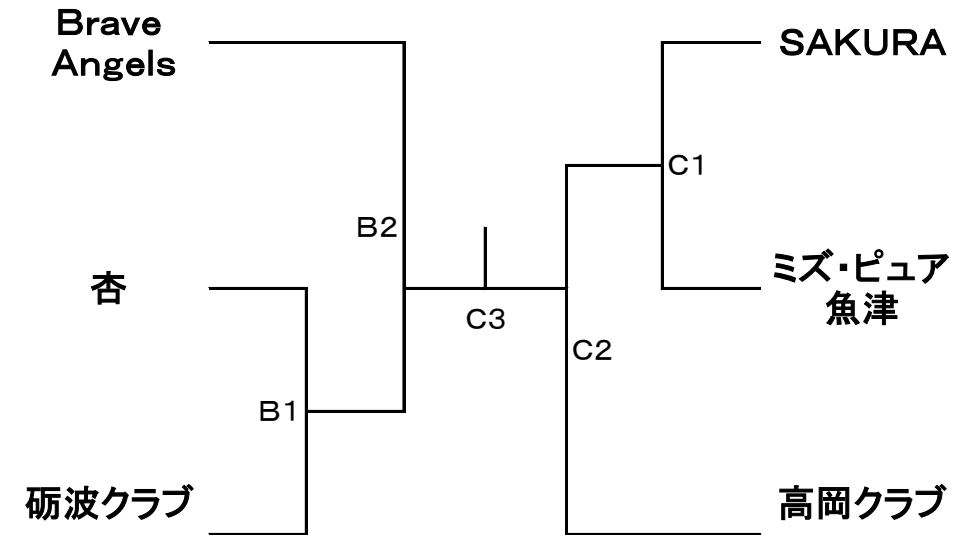 Brave
Angels
SAKURA
C1
B2
杏
ミズ・ピュア
魚津
C3
C2
B1
砺波クラブ
高岡クラブ